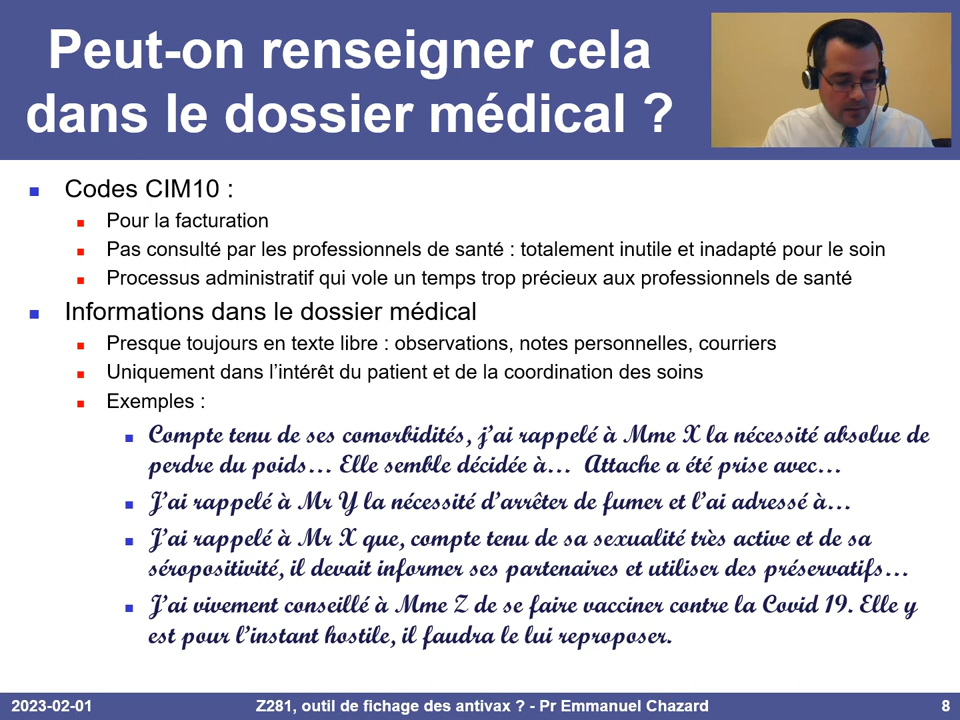 Peut-on renseigner cela
dans le dossier médical ?
Codes CIM10 :
Pour la facturation
Pas consulté par les professionnels de santé : totalement inutile et inadapté pour le soin
Processus administratif qui vole un temps trop précieux aux professionnels de santé
Informations dans le dossier médical
Presque toujours en texte libre : observations, notes personnelles, courriers
Uniquement dans l'intérêt du patient et de la coordination des soins
Exemples :
Compte tenu de ses comorbidités, j'ai rappelé à Mme X la nécessité absolue de
perdre du poids… Elle semble décidée à… Attache a été prise avec…
J'ai rappelé à Mr Y la nécessité d'arrêter de fumer et l'ai adressé à…
J'ai rappelé à Mr X que, compte tenu de sa sexualité très active et de sa
séropositivité, il devait informer ses partenaires et utiliser des préservatifs…
J'ai vivement conseillé à Mme Z de se faire vacciner contre la Covid 19. Elle y
est pour l'instant hostile, il faudra le lui reproposer.
2023-02-01 Z281, outil de fichage des antivax ? - Pr Emmanuel Chazard 8